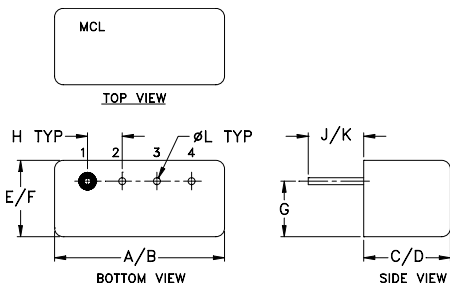 MCL
TOP VIEW
H TYP
øL TYP
J/K
1 2 3 4
E/F
G
A/B
C/D
BOTTOM VIEW
SIDE VIEW